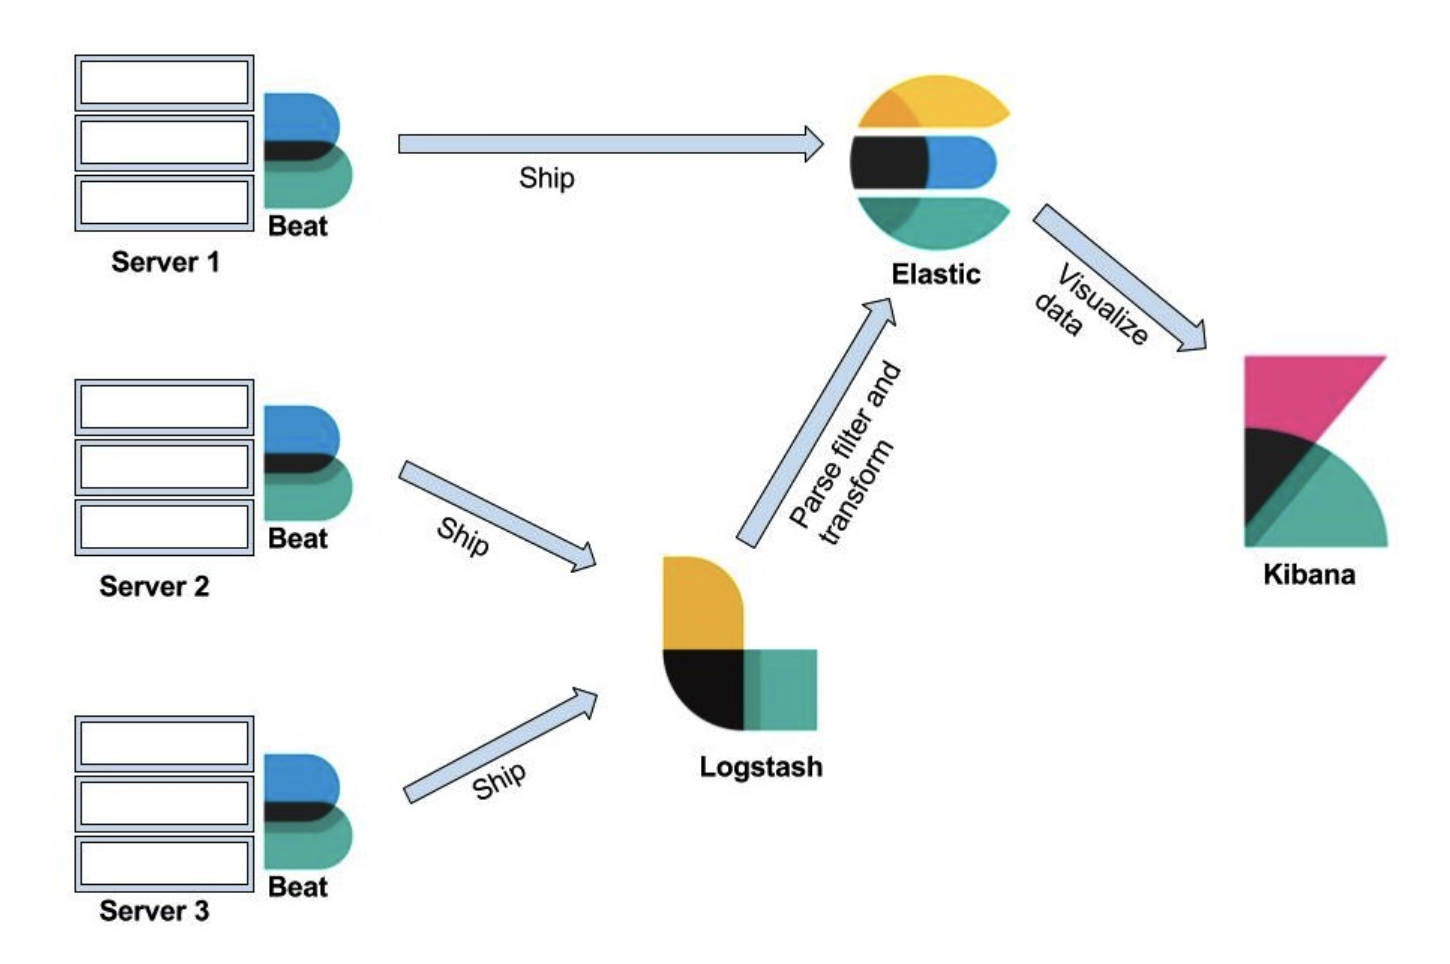 Ship
Beat
Server 1
Elastic
Visualize
data
Ship
Beat
Server 2
Parse filter and
transform
Kibana
Logstash
Ship
Beat
Server 3